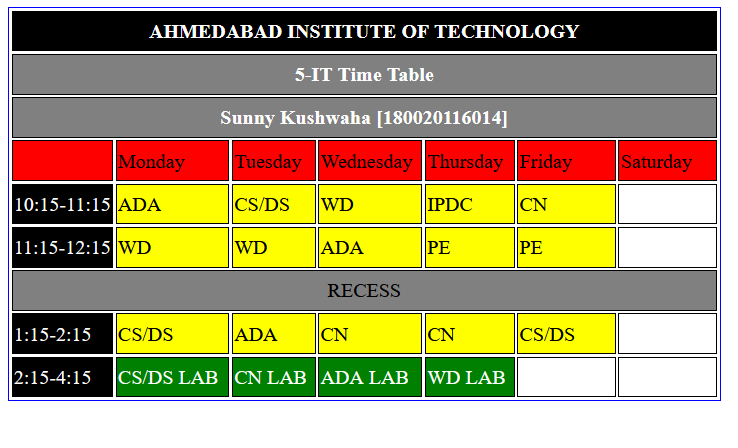 AHMEDABAD INSTITUTE OF TECHNOLOGY
5-IT Time Table
Sunny Kushwaha [180020116014]
Monday Tuesday Wednesday Thursday Friday Saturday
10:15-11:15 ADA CS/DS WD IPDC CN
11:15-12:15 WD WD ADA PE PE
RECESS
1:15-2:15 CS/DS ADA CN CN CS/DS
2:15-4:15 CS/DS LAB CN LAB ADA LAB WD LAB